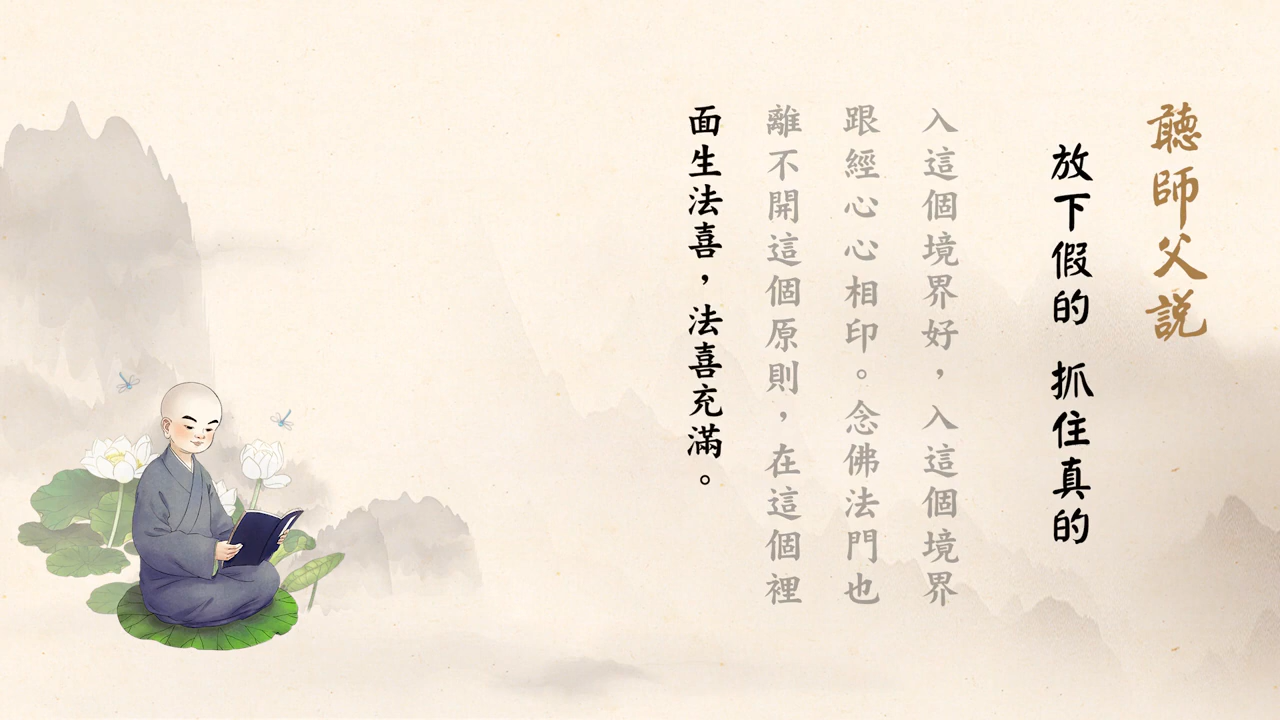 聽師父説
放下假的 抓住真的
入這個境界好，入這個境界
跟經心心相印。念佛法門也
離不開這個原則，在這個裡
面生法喜，法喜充滿。